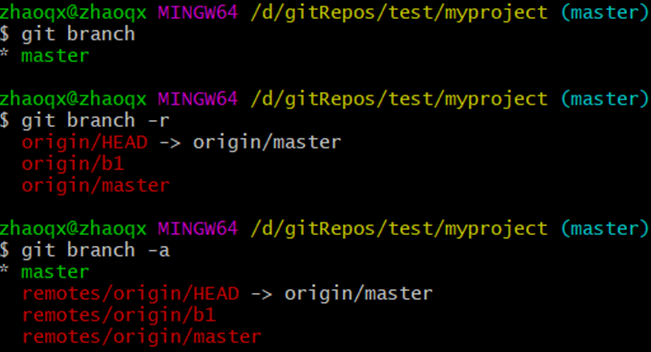 zhaoqx@zhaoqx MINGW64 /d/gitRepos/test/myproject (master)
$ git branch
* master
zhaoqx@zhaoqx MINGW64 /d/gitRepos/test/myproject (master)
$ git branch -r
origin/HEAD -> origin/master
origin/b1
origin/master
zhaoqx@zhaoqx MINGW64 /d/gitRepos/test/myproject (master)
$ git branch -a
* master
remotes/origin/HEAD -> origin/master
remotes/origin/b1
remotes/origin/master